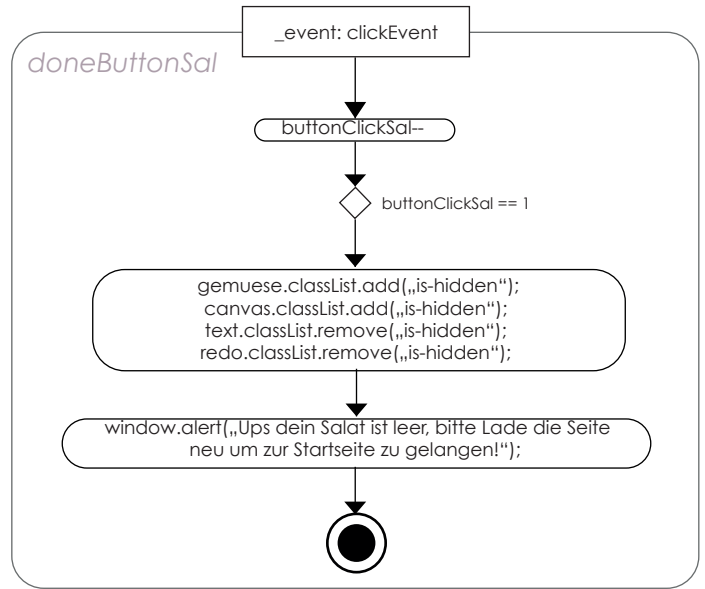 _event: clickEvent
doneButtonSal
buttonClickSal--
buttonClickSal == 1
gemuese.classList.add(„is-hidden“);
canvas.classList.add(„is-hidden“);
text.classList.remove(„is-hidden“);
redo.classList.remove(„is-hidden“);
window.alert(„Ups dein Salat ist leer, bitte Lade die Seite
neu um zur Startseite zu gelangen!“);